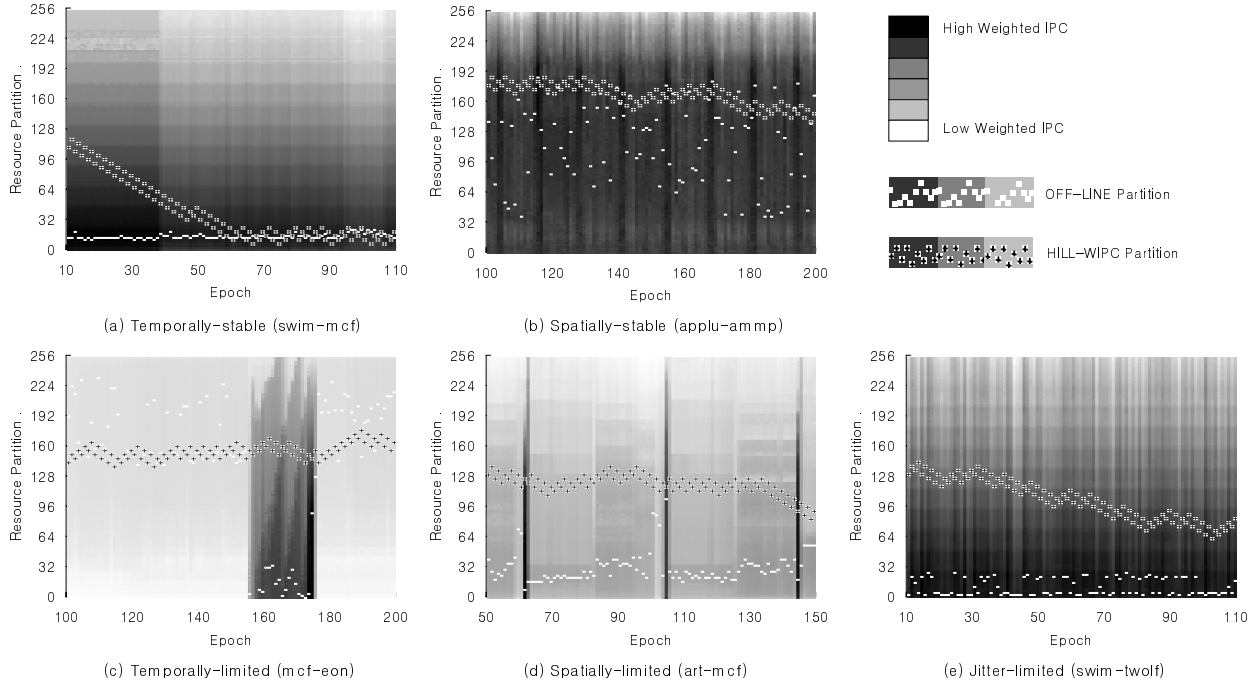 256
224
192
160
128
96
64
32
0
Resource Partition .
10 30 50 70 90 110
Epoch
(a) Temporally-stable (swim-mcf)
256
224
192
160
128
96
64
32
0
Resource Partition .
100 120 140 160 180 200
Epoch
(b) Spatially-stable (applu-ammp)
High Weighted IPC
Low Weighted IPC
OFF-LINE Partition
HILL-WIPC Partition
256
224
192
160
128
96
64
32
0
Resource Partition .
100 120 140 160 180 200
Epoch
(c) Temporally-limited (mcf-eon)
256
224
192
160
128
96
64
32
0
Resource Partition .
50 70 90 110 130 150
Epoch
(d) Spatially-limited (art-mcf)
256
224
192
160
128
96
64
32
0
Resource Partition .
10 30 50 70 90 110
Epoch
(e) Jitter-limited (swim-twolf)